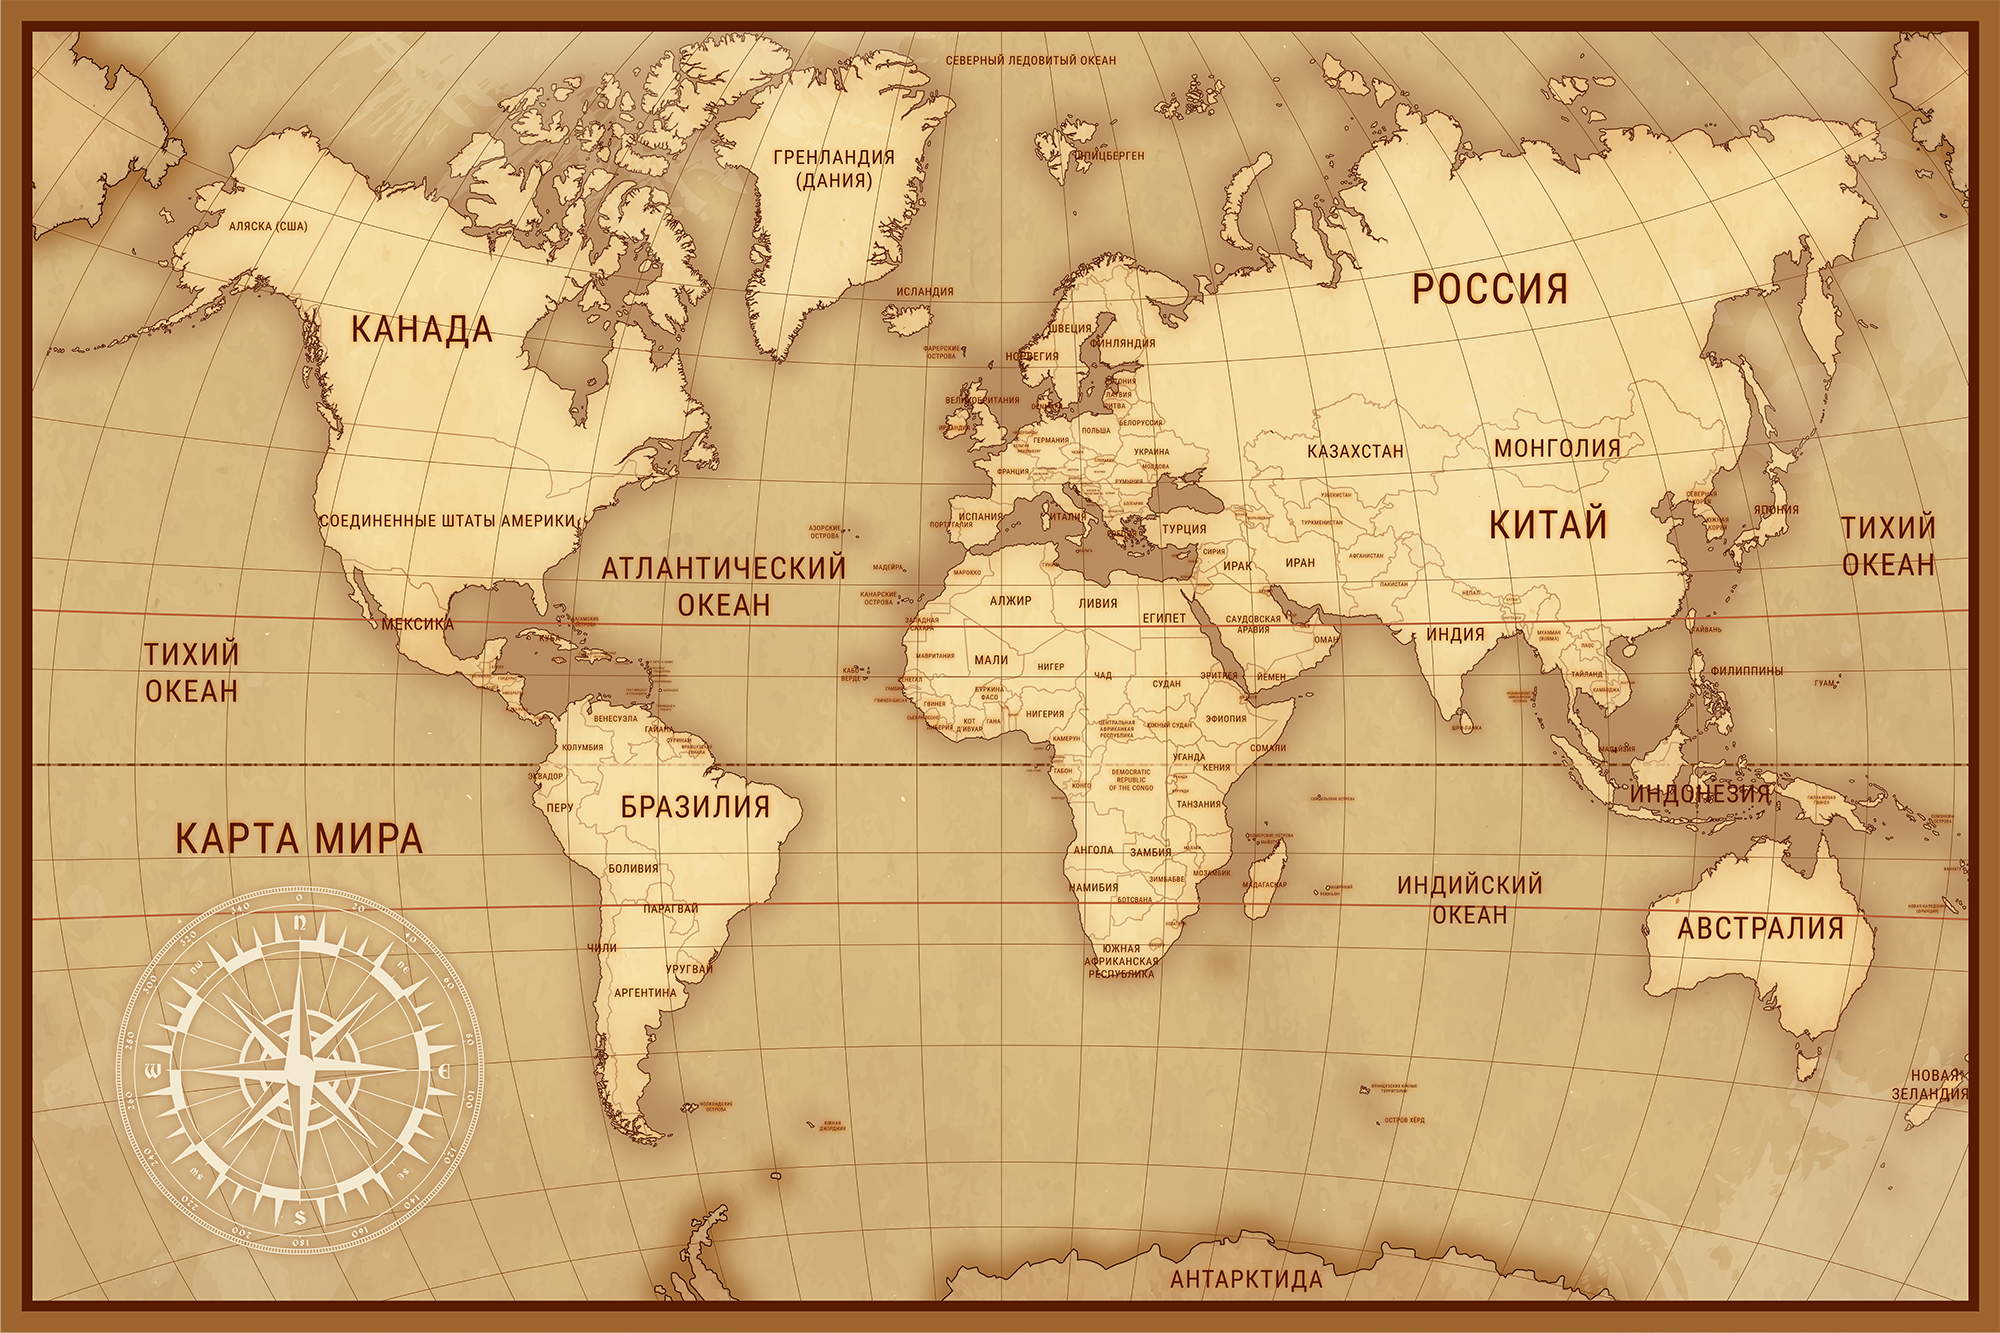 СЕВЕРНЫЙ ЛЕДОВИТЫЙ ОКЕАН
ГРЕНЛАНДИЯ
(ДАНИЯ)
ШПИЦБЕРГЕН
АЛЯСКА (США)
РОССИЯ
ИСЛАНДИЯ
КАНАДА
ШВЕЦИЯ
ФИНЛЯНДИЯ
НОРВЕГИЯ
ФАРЕРСКИЕ
ОСТРОВА
ЭСТОНИЯ
ЛАТВИЯ
ЛИТВА
ВЕЛИКОБРИТАНИЯ
ИРЛАНДИЯ
БЕЛОРУССИЯ
ПОЛЬША
ГЕРМАНИЯ
УКРАИНА
МОЛДОВА
ФРАНЦИЯ
РУМЫНИЯ
КАЗАХСТАН
МОНГОЛИЯ
УЗБЕКИСТАН
ТУРКМЕНИСТАН
СЕВЕРНАЯ
КОРЕЯ
ЮЖНАЯ
КОРЕЯ
ЯПОНИЯ
КИТАЙ
ТИХИЙ
ОКЕАН
СОЕДИНЕННЫЕ ШТАТЫ АМЕРИКИ
АЗОРСКИЕ
ОСТРОВА
ИСПАНИЯ
ПОРТУГАЛИЯ
ИТАЛИЯ
ГРЕЦИЯ
ТУРЦИЯ
СИРИЯ
ИРАК
ИРАН
АФГАНИСТАН
ПАКИСТАН
НЕПАЛ
АТЛАНТИЧЕСКИЙ
ОКЕАН
МАДЕЙРА
КАНАРСКИЕ
ОСТРОВА
МАРОККО
ТУНИС
АЛЖИР
ЛИВИЯ
ЕГИПЕТ
САУДОВСКАЯ
АРАВИЯ
ОМАН
ИНДИЯ
MYANMAR
(BURMA)
ЛАОС
ТАЙЛАНД
КАМБОДЖА
ТАЙВАНЬ
ФИЛИППИНЫ
ГУАМ
МЕКСИКА
БАГАМСКИЕ
ОСТРОВА
КУБА
ЗАПАДНАЯ
САХАРА
МАВРИТАНИЯ
МАЛИ
НИГЕР
ЧАД
СУДАН
ЭРИТРЕЯ
ЙЕМЕН
ТИХИЙ
ОКЕАН
КАБО
ВЕРДЕ
СЕНЕГАЛ
ГАМБИЯ
ГВИНЕЯ-БИСАУ
ГВИНЕЯ
СЬЕРРА-ЛЕОНЕ
ЛИБЕРИЯ
БУРКИНА
ФАСО
КОТ
Д'ИВУАР
ГАНА
НИГЕРИЯ
КАМЕРУН
ЦЕНТРАЛЬНАЯ
АФРИКАНСКАЯ
РЕСПУБЛИКА
ЮЖНЫЙ СУДАН
ЭФИОПИЯ
СОМАЛИ
ШРИ-ЛАНКА
МАЛАЙЗИЯ
ВЕНЕСУЭЛА
ГАЙАНА
СУРИНАМ
ФРАНЦУЗСКАЯ
ГВИАНА
КОЛУМБИЯ
ЭКВАДОР
ПЕРУ
БРАЗИЛИЯ
ГАБОН
КОНГО
DEMOCRATIC
REPUBLIC
OF THE CONGO
УГАНДА
КЕНИЯ
ТАНЗАНИЯ
СЕЙШЕЛЬСКИЕ ОСТРОВА
ИНДОНЕЗИЯ
ПАПУА-НОВАЯ
ГВИНЕЯ
СОЛОМОНОВЫ
ОСТРОВА
КАРТА МИРА
БОЛИВИЯ
ПАРАГВАЙ
ЧИЛИ
УРУГВАЙ
АРГЕНТИНА
АНГОЛА
ЗАМБИЯ
КОМОРСКИЕ ОСТРОВА
МАЙОТТА
НАМИБИЯ
ЗИМБАБВЕ
МОЗАМБИК
БОТСВАНА
МАДАГАСКАР
МАВРИКИЙ
РЕЮНЬОН
ЮЖНАЯ
АФРИКАНСКАЯ
РЕСПУБЛИКА
ИНДИЙСКИЙ
ОКЕАН
АВСТРАЛИЯ
НОВАЯ КАЛЕДОНИЯ
(ФРАНЦИЯ)
НОВАЯ
ЗЕЛАНДИЯ
ФРАНЦУЗСКИЕ ЮЖНЫЕ
ТЕРРИТОРИИ
ОСТРОВ ХЁРД
ФОЛКЛЕНДСКИЕ
ОСТРОВА
ЮЖНАЯ
ДЖОРДЖИЯ
АНТАРКТИДА
0
20
40
60
80
100
120
140
160
180
200
220
240
260
280
300
320
340
N
NE
E
SE
S
SW
W
NW